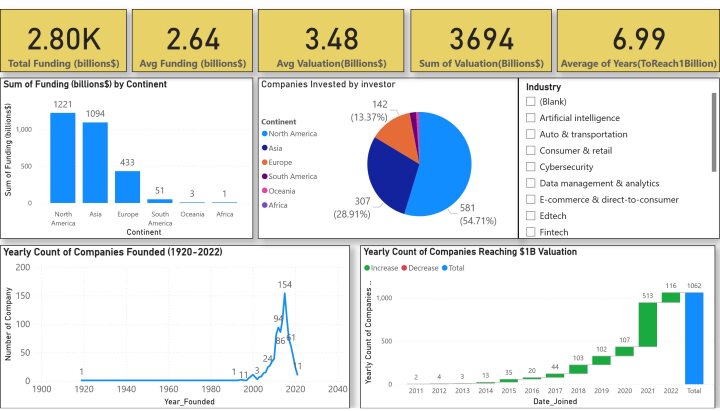 2.80K
Total Funding (billions$)
2.64
Avg Funding (billions$)
3.48
Avg Valuation(Billions$)
3694
Sum of Valuation(Billions$)
6.99
Average of Years(ToReach1Billion)
Sum of Funding (billions$) by Continent
Sum of Funding (billions$)
1,000
500
0
1221
1094
433
51
3
1
North America
Asia
Europe
South America
Oceania
Africa
Continent
Companies Invested by investor
Continent
North America
Asia
Europe
South America
Oceania
Africa
142
(13.37%)
307
(28.91%)
581
(54.71%)
Industry
(Blank)
Artificial intelligence
Auto & transportation
Consumer & retail
Cybersecurity
Data management & analytics
E-commerce & direct-to-consumer
Edtech
Fintech
Yearly Count of Companies Founded (1920-2022)
Number of Company
200
150
100
50
0
1
1
11
3
24
94
86
154
61
1
1900
1920
1940
1960
1980
2000
2020
2040
Year_Founded
Yearly Count of Companies Reaching $1B Valuation
Increase
Decrease
Total
Yearly Count of Companies ..
1,000
500
0
2
4
3
13
35
20
44
103
102
107
513
116
1062
2011
2012
2013
2014
2015
2016
2017
2018
2019
2020
2021
2022
Total
Date_Joined